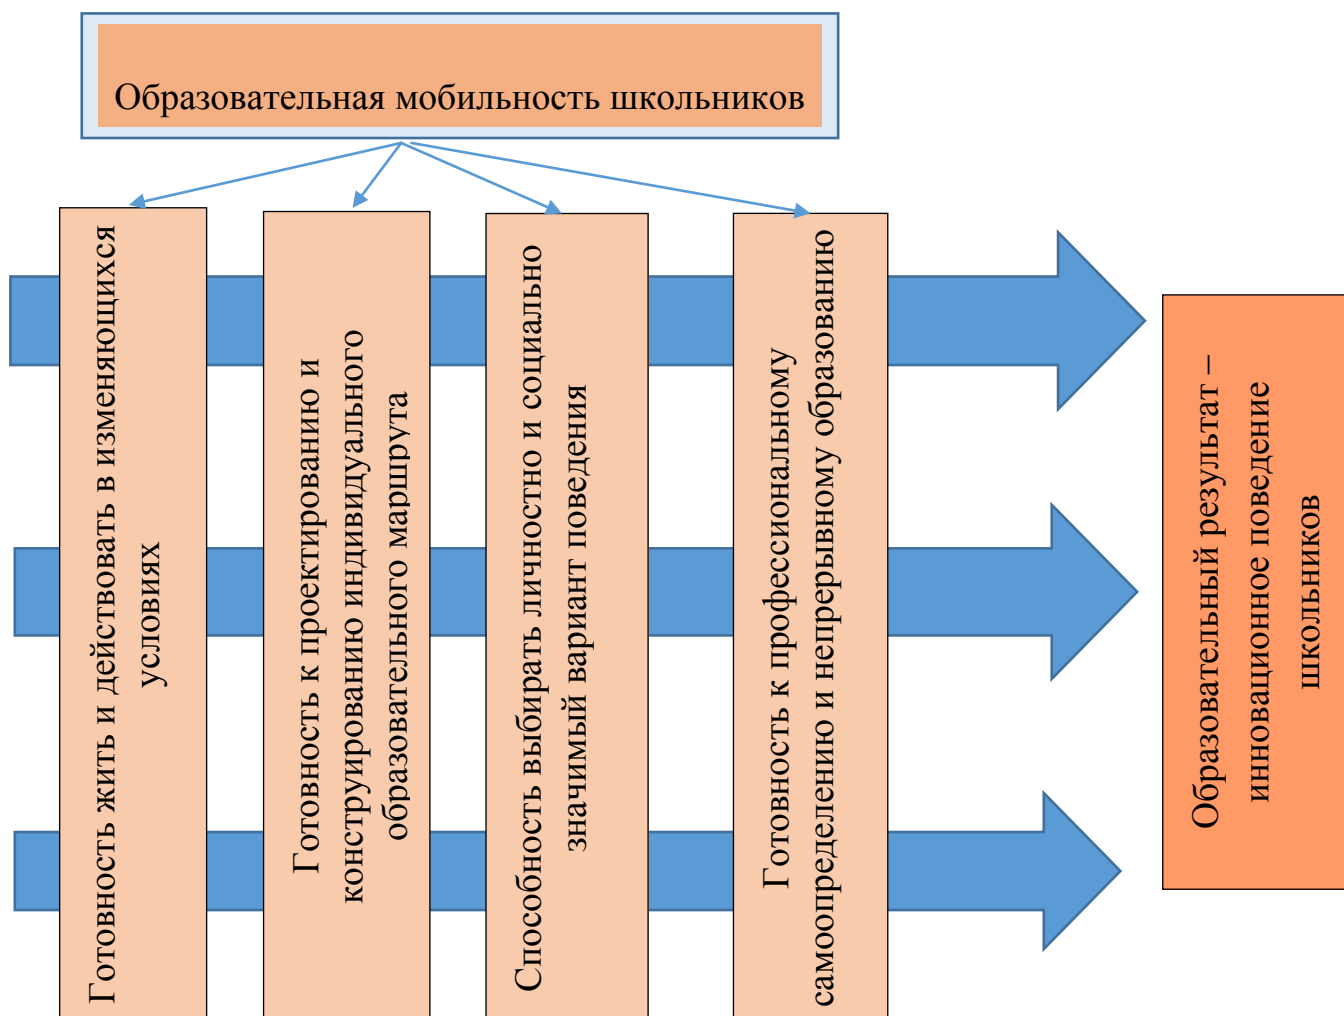 Образовательная мобильность школьников
Готовность жить и действовать в изменяющихся
условиях
Готовность к проектированию и
конструированию индивидуального
образовательного маршрута
Способность выбирать личностно и социально
значимый вариант поведения
Готовность к профессиональному
самоопределению и непрерывному образованию
Образовательный результат –
инновационное поведение
школьников